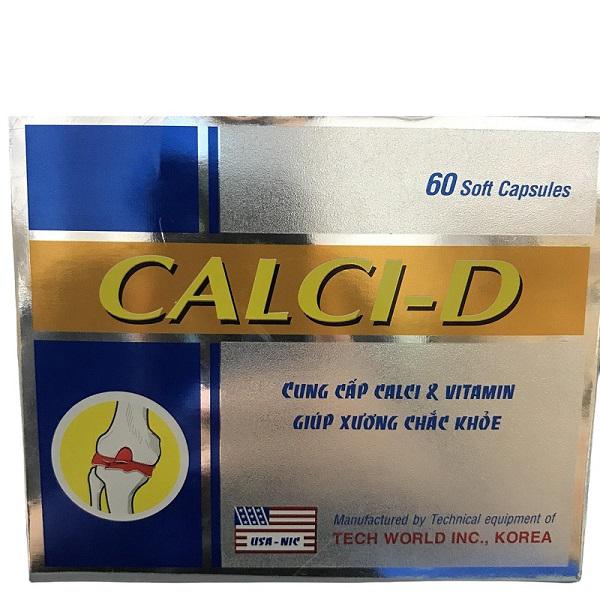 60 Soft Capsules
CALCI-D
CUNG CẤP CALCI & VITAMIN
GIÚP XƯƠNG CHẮC KHỎE
USA-NIC
Manufactured by Technical equipment of
TECH WORLD INC., KOREA